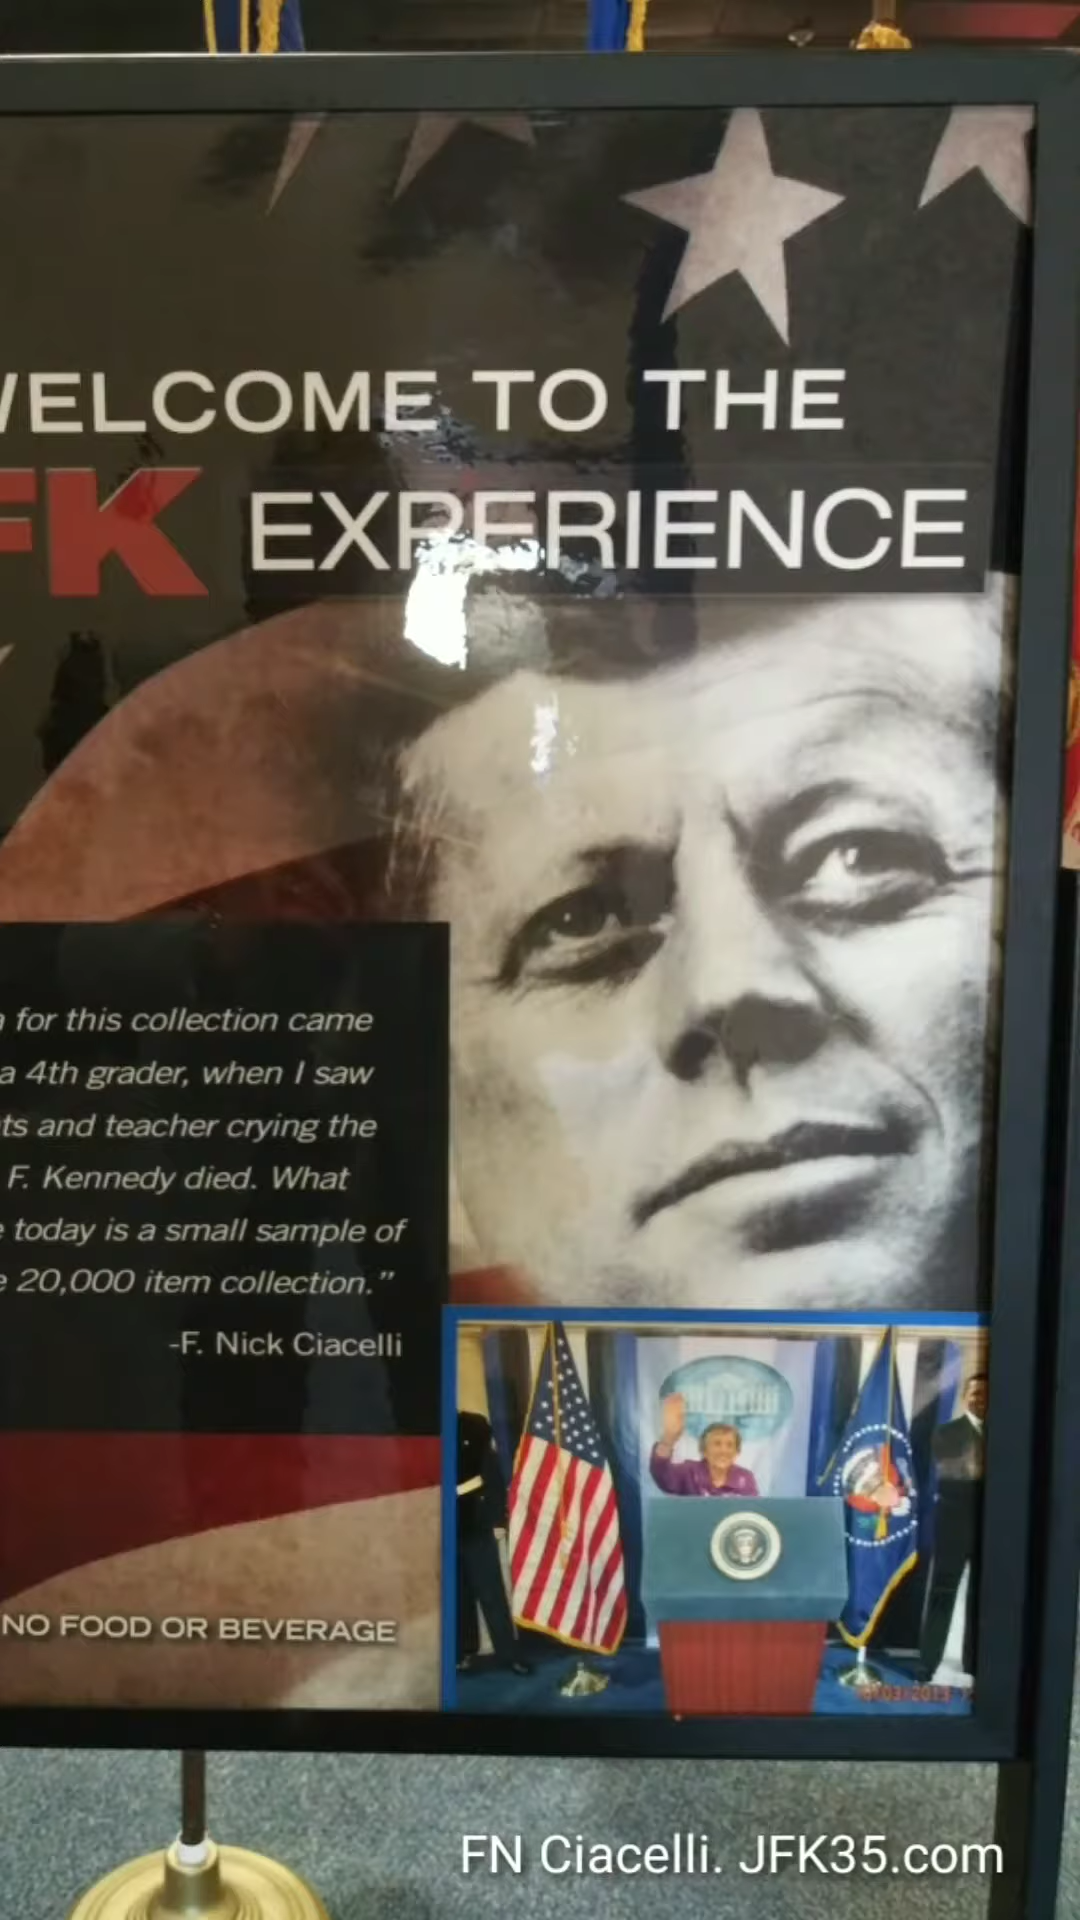 WELCOME TO THE
FK EXPERIENCE
for this collection came
a 4th grader, when I saw
ts and teacher crying the
F. Kennedy died. What
today is a small sample of
20,000 item collection."
-F. Nick Ciacelli
NO FOOD OR BEVERAGE
FN Ciacelli. JFK35.com